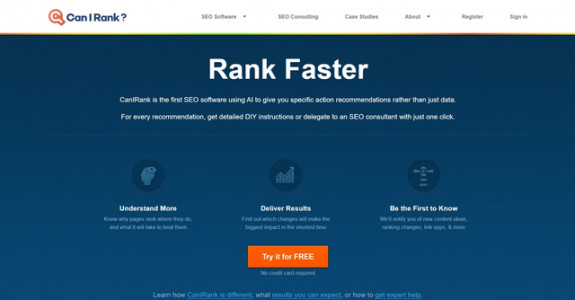 Can I Rank?
SEO Software
SEO Consulting
Case Studies
About
Register
Sign in
Rank Faster
CanIRank is the first SEO software using AI to give you specific action recommendations rather than just data.
For every recommendation, get detailed DIY instructions or delegate to an SEO consultant with just one click.
Understand More
Know why pages rank where they do,
and what it will take to beat them
Deliver Results
Find out which changes will make the
biggest impact in the shortest time
Be the First to Know
We'll notify you of new content ideas,
ranking changes, link opps, & more
Try it for FREE
No credit card required
Learn how CanIRank is different, what results you can expect, or how to get expert help.